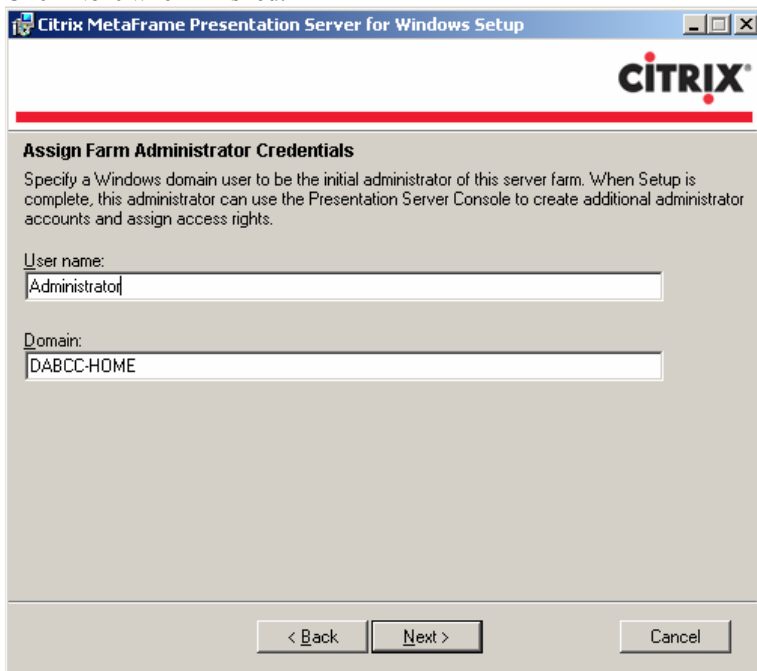 Citrix MetaFrame Presentation Server for Windows Setup
CİTRIX®
Assign Farm Administrator Credentials
Specify a Windows domain user to be the initial administrator of this server farm. When Setup is
complete, this administrator can use the Presentation Server Console to create additional administrator
accounts and assign access rights.
User name:
Administrator
Domain:
DABCC-HOME
< Back Next > Cancel